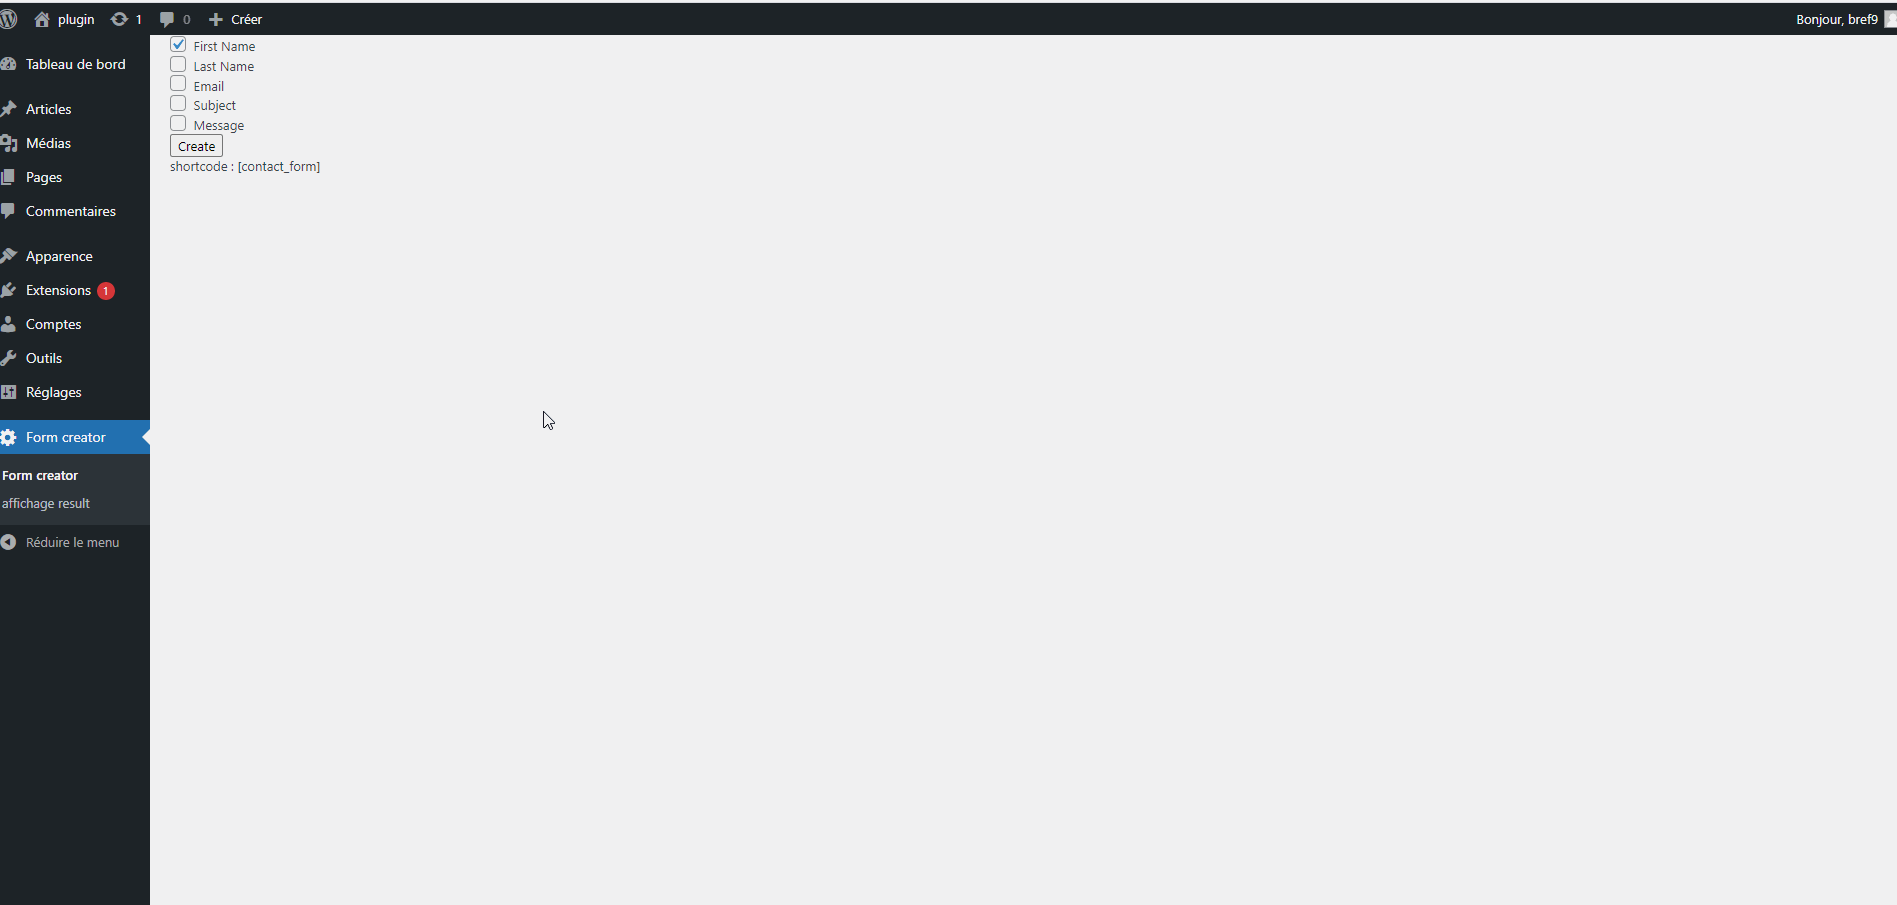 plugin 1 0 Créer Bonjour, bref9
Tableau de bord
Articles
Médias
Pages
Commentaires
Apparence
Extensions 1
Comptes
Outils
Réglages
Form creator
Form creator
affichage result
Réduire le menu
First Name
Last Name
Email
Subject
Message
Create
shortcode : [contact_form]